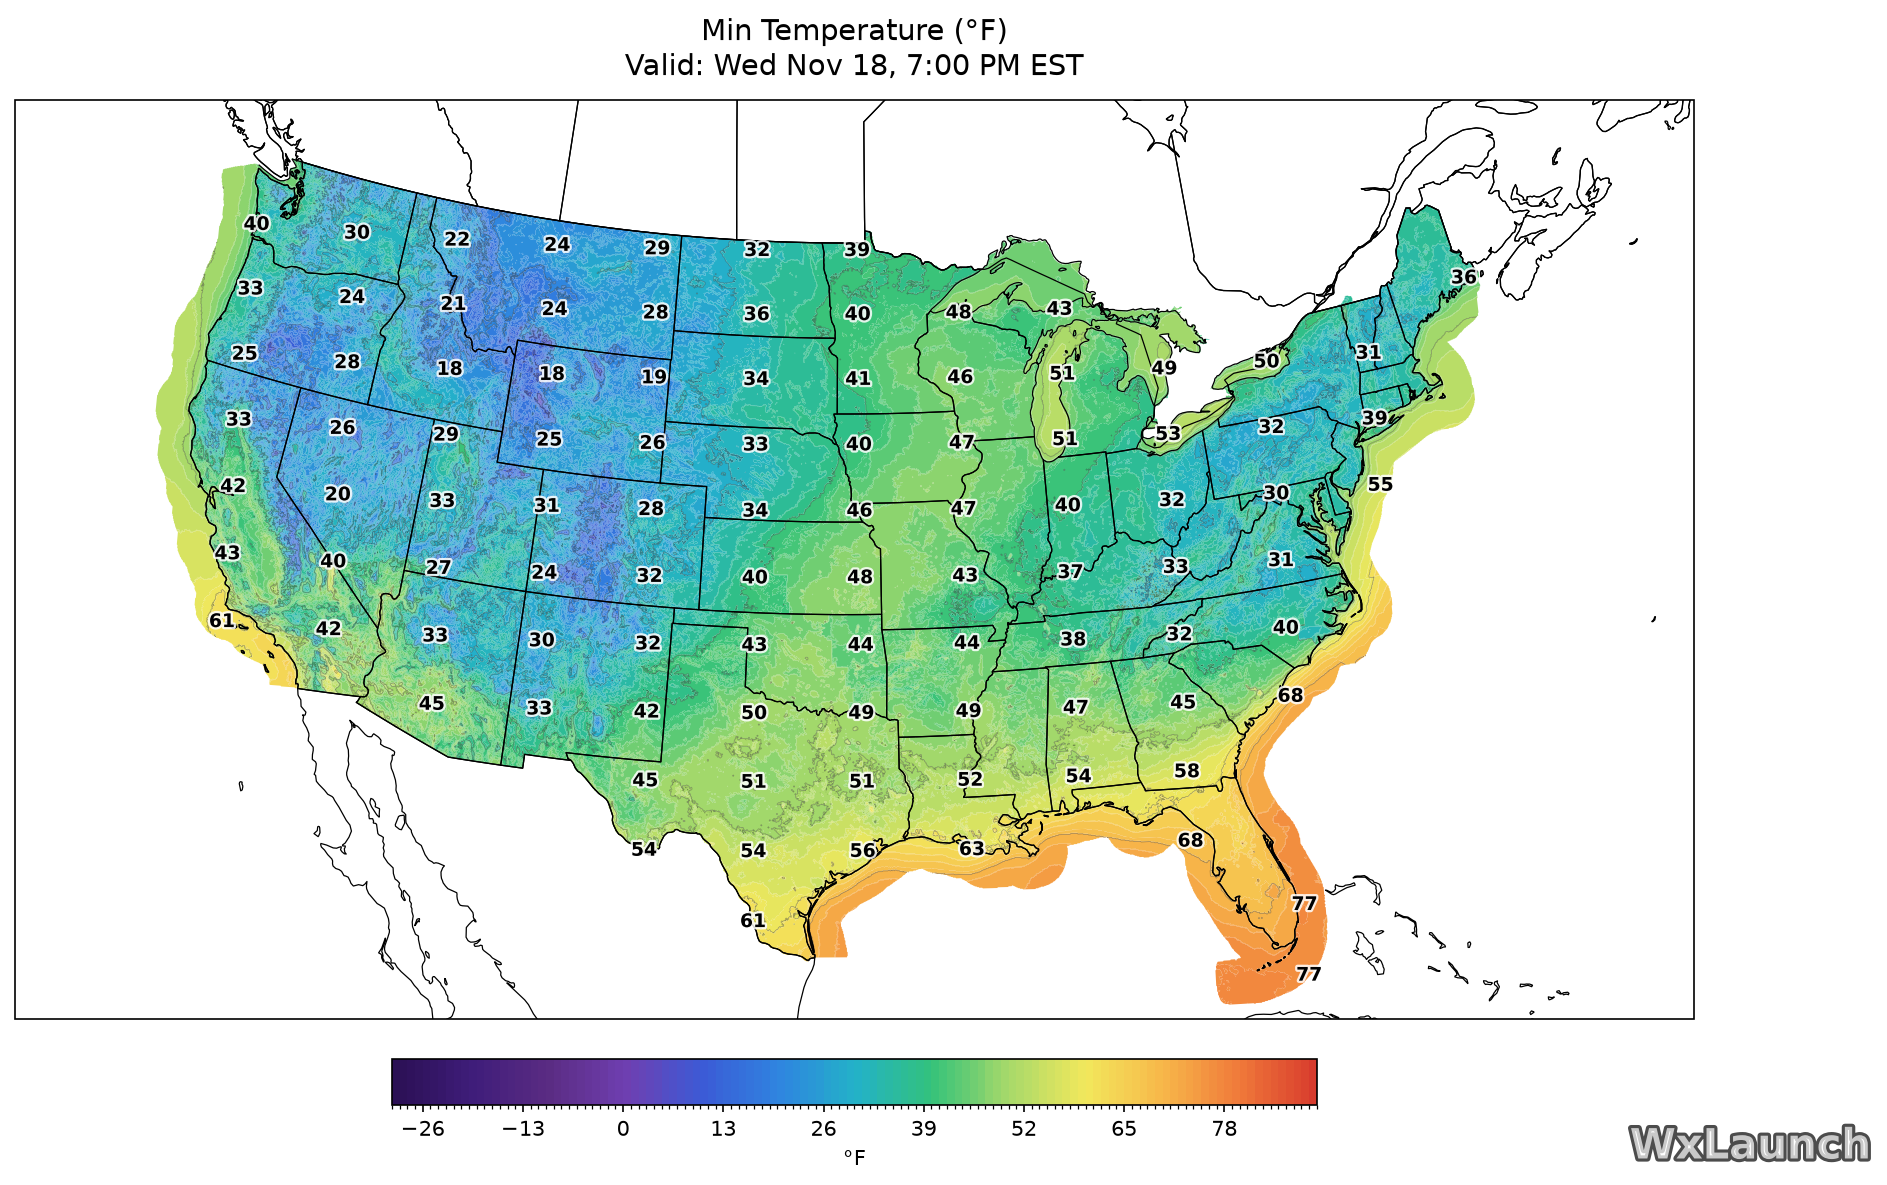 Min Temperature (°F)
Valid: Wed Nov 18, 7:00 PM EST
40 30 22 24 29 32 39
33 24 21 24 28 36 40 48 43 36
25 28 18 18 19 34 41 46 51 49 50 31
33 26 29 25 26 33 40 47 51 53 32 39
42 20 33 31 28 34 46 47 40 32 30 55
43 40 27 24 32 40 48 43 37 33 31
61 42 33 30 32 43 44 44 38 32 40
45 33 42 50 49 49 47 45 68
45 51 51 52 54 58
54 54 56 63 68
61 77
77
−26 −13 0 13 26 39 52 65 78
°F
WxLaunch